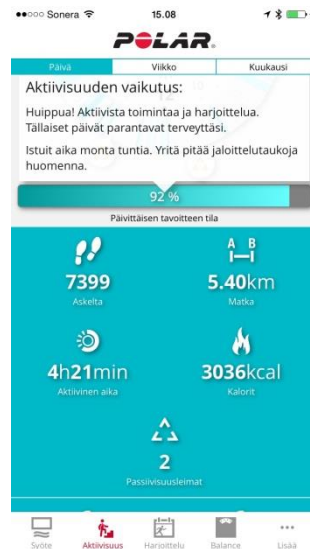 Sonera 15.08
POLAR
Päivä Viikko Kuukausi
Aktiivisuuden vaikutus:
Huippua! Aktiivista toimintaa ja harjoittelua.
Tällaiset päivät parantavat terveyttäsi.
Istuit aika monta tuntia. Yritä pitää jaloittelutaukoja
huomenna.
92 %
Päivittäisen tavoitteen tila
A B
7399 5.40km
Askelta Matka
4h21min 3036kcal
Aktiivinen aika Kalorit
2
Passiivisuusleimat
Syöte Aktiivisuus Harjoittelu Balance Lisää